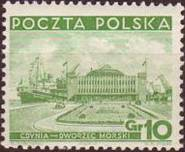 POCZTA POLSKA
Gr 10
GDYNIA—DWORZEC MORSKI